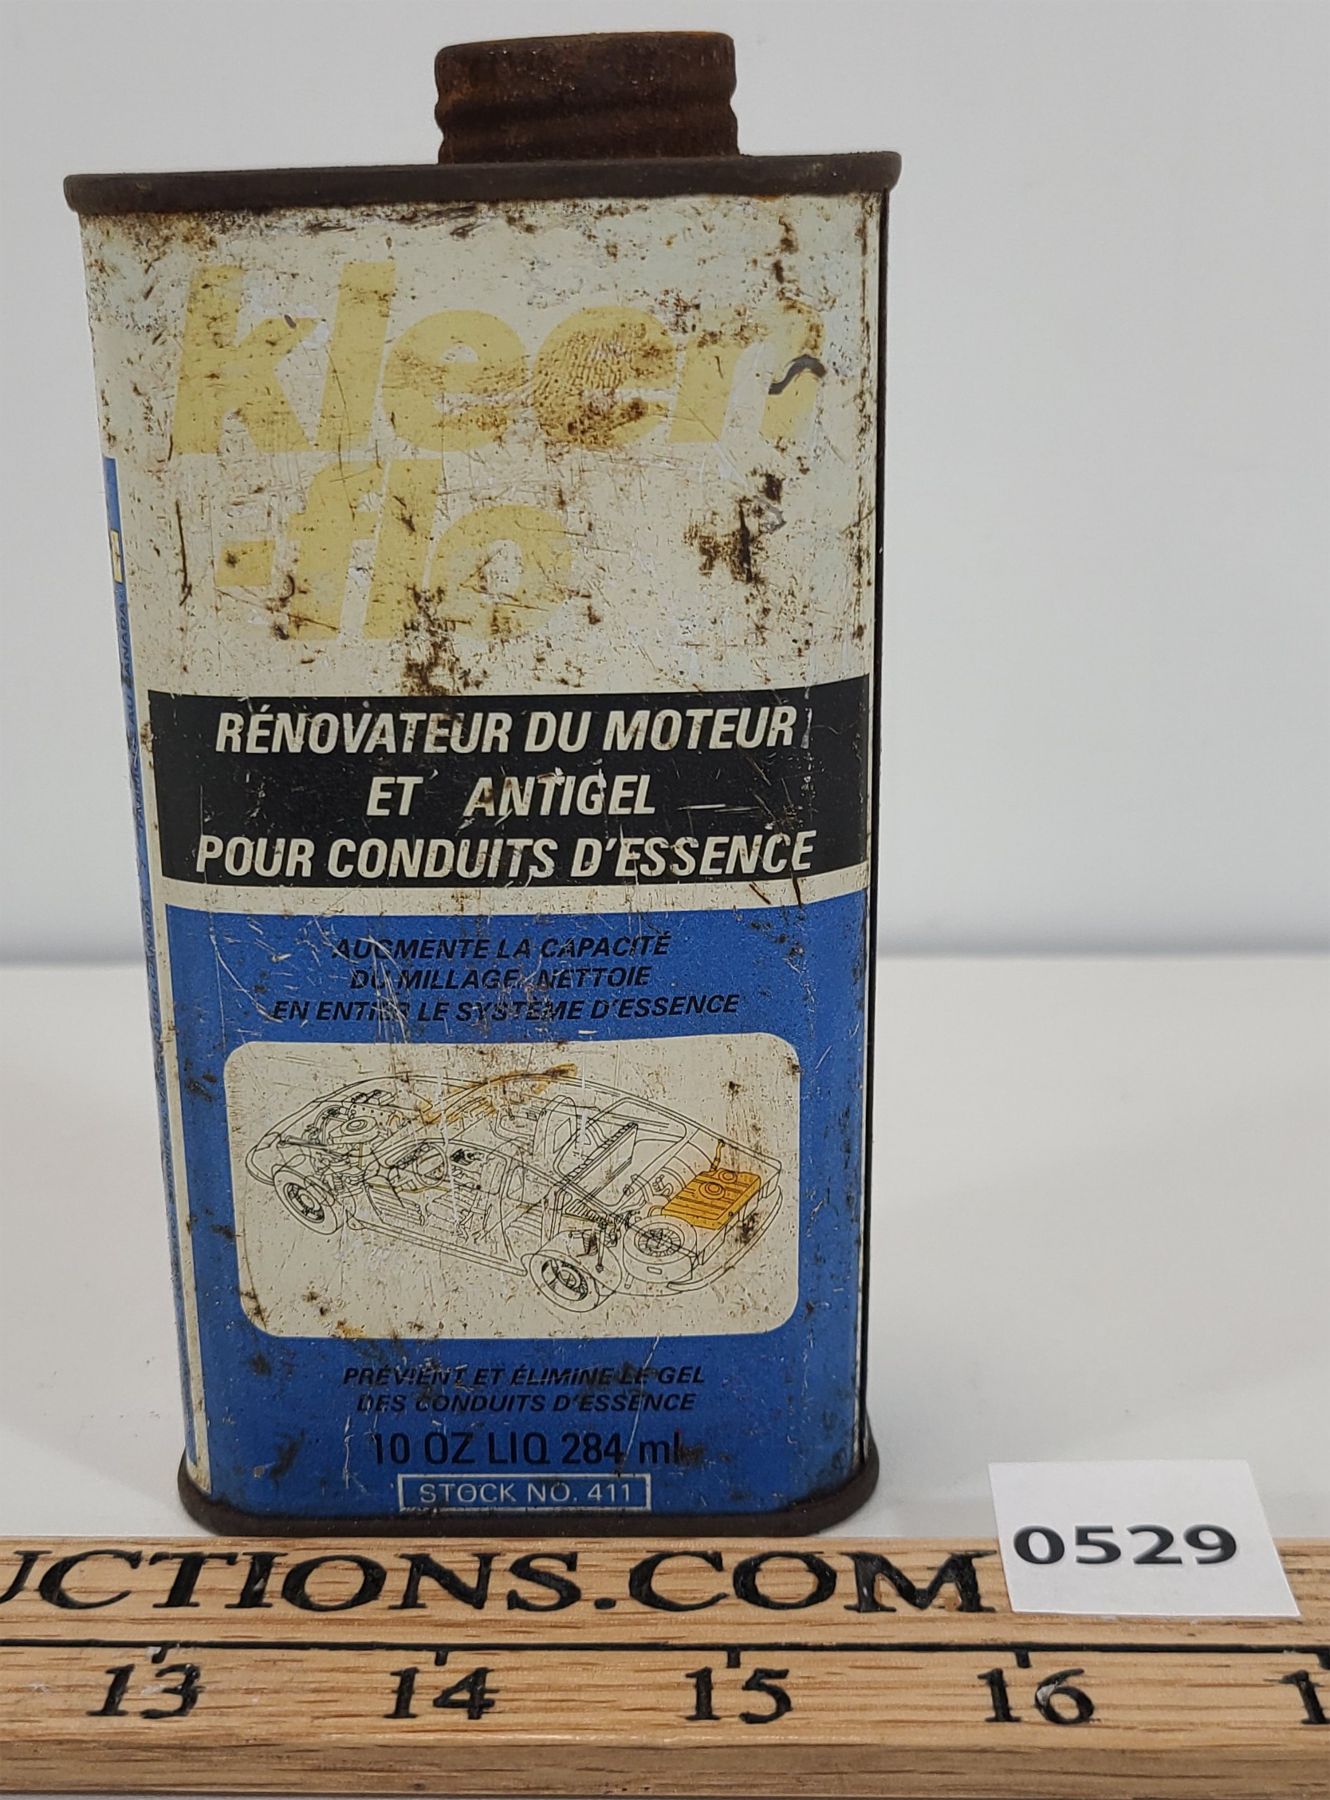 kleen
-flo
RÉNOVATEUR DU MOTEUR
ET ANTIGEL
POUR CONDUITS D'ESSENCE
AUGMENTE LA CAPACITÉ
DU MILLAGE, NETTOIE
EN ENTIER LE SYSTÈME D'ESSENCE
PRÉVIENT ET ÉLIMINE LE GEL
DES CONDUITS D'ESSENCE
10 OZ LIQ 284 ml
STOCK NO. 411
0529
UCTIONS.COM
13 14 15 16